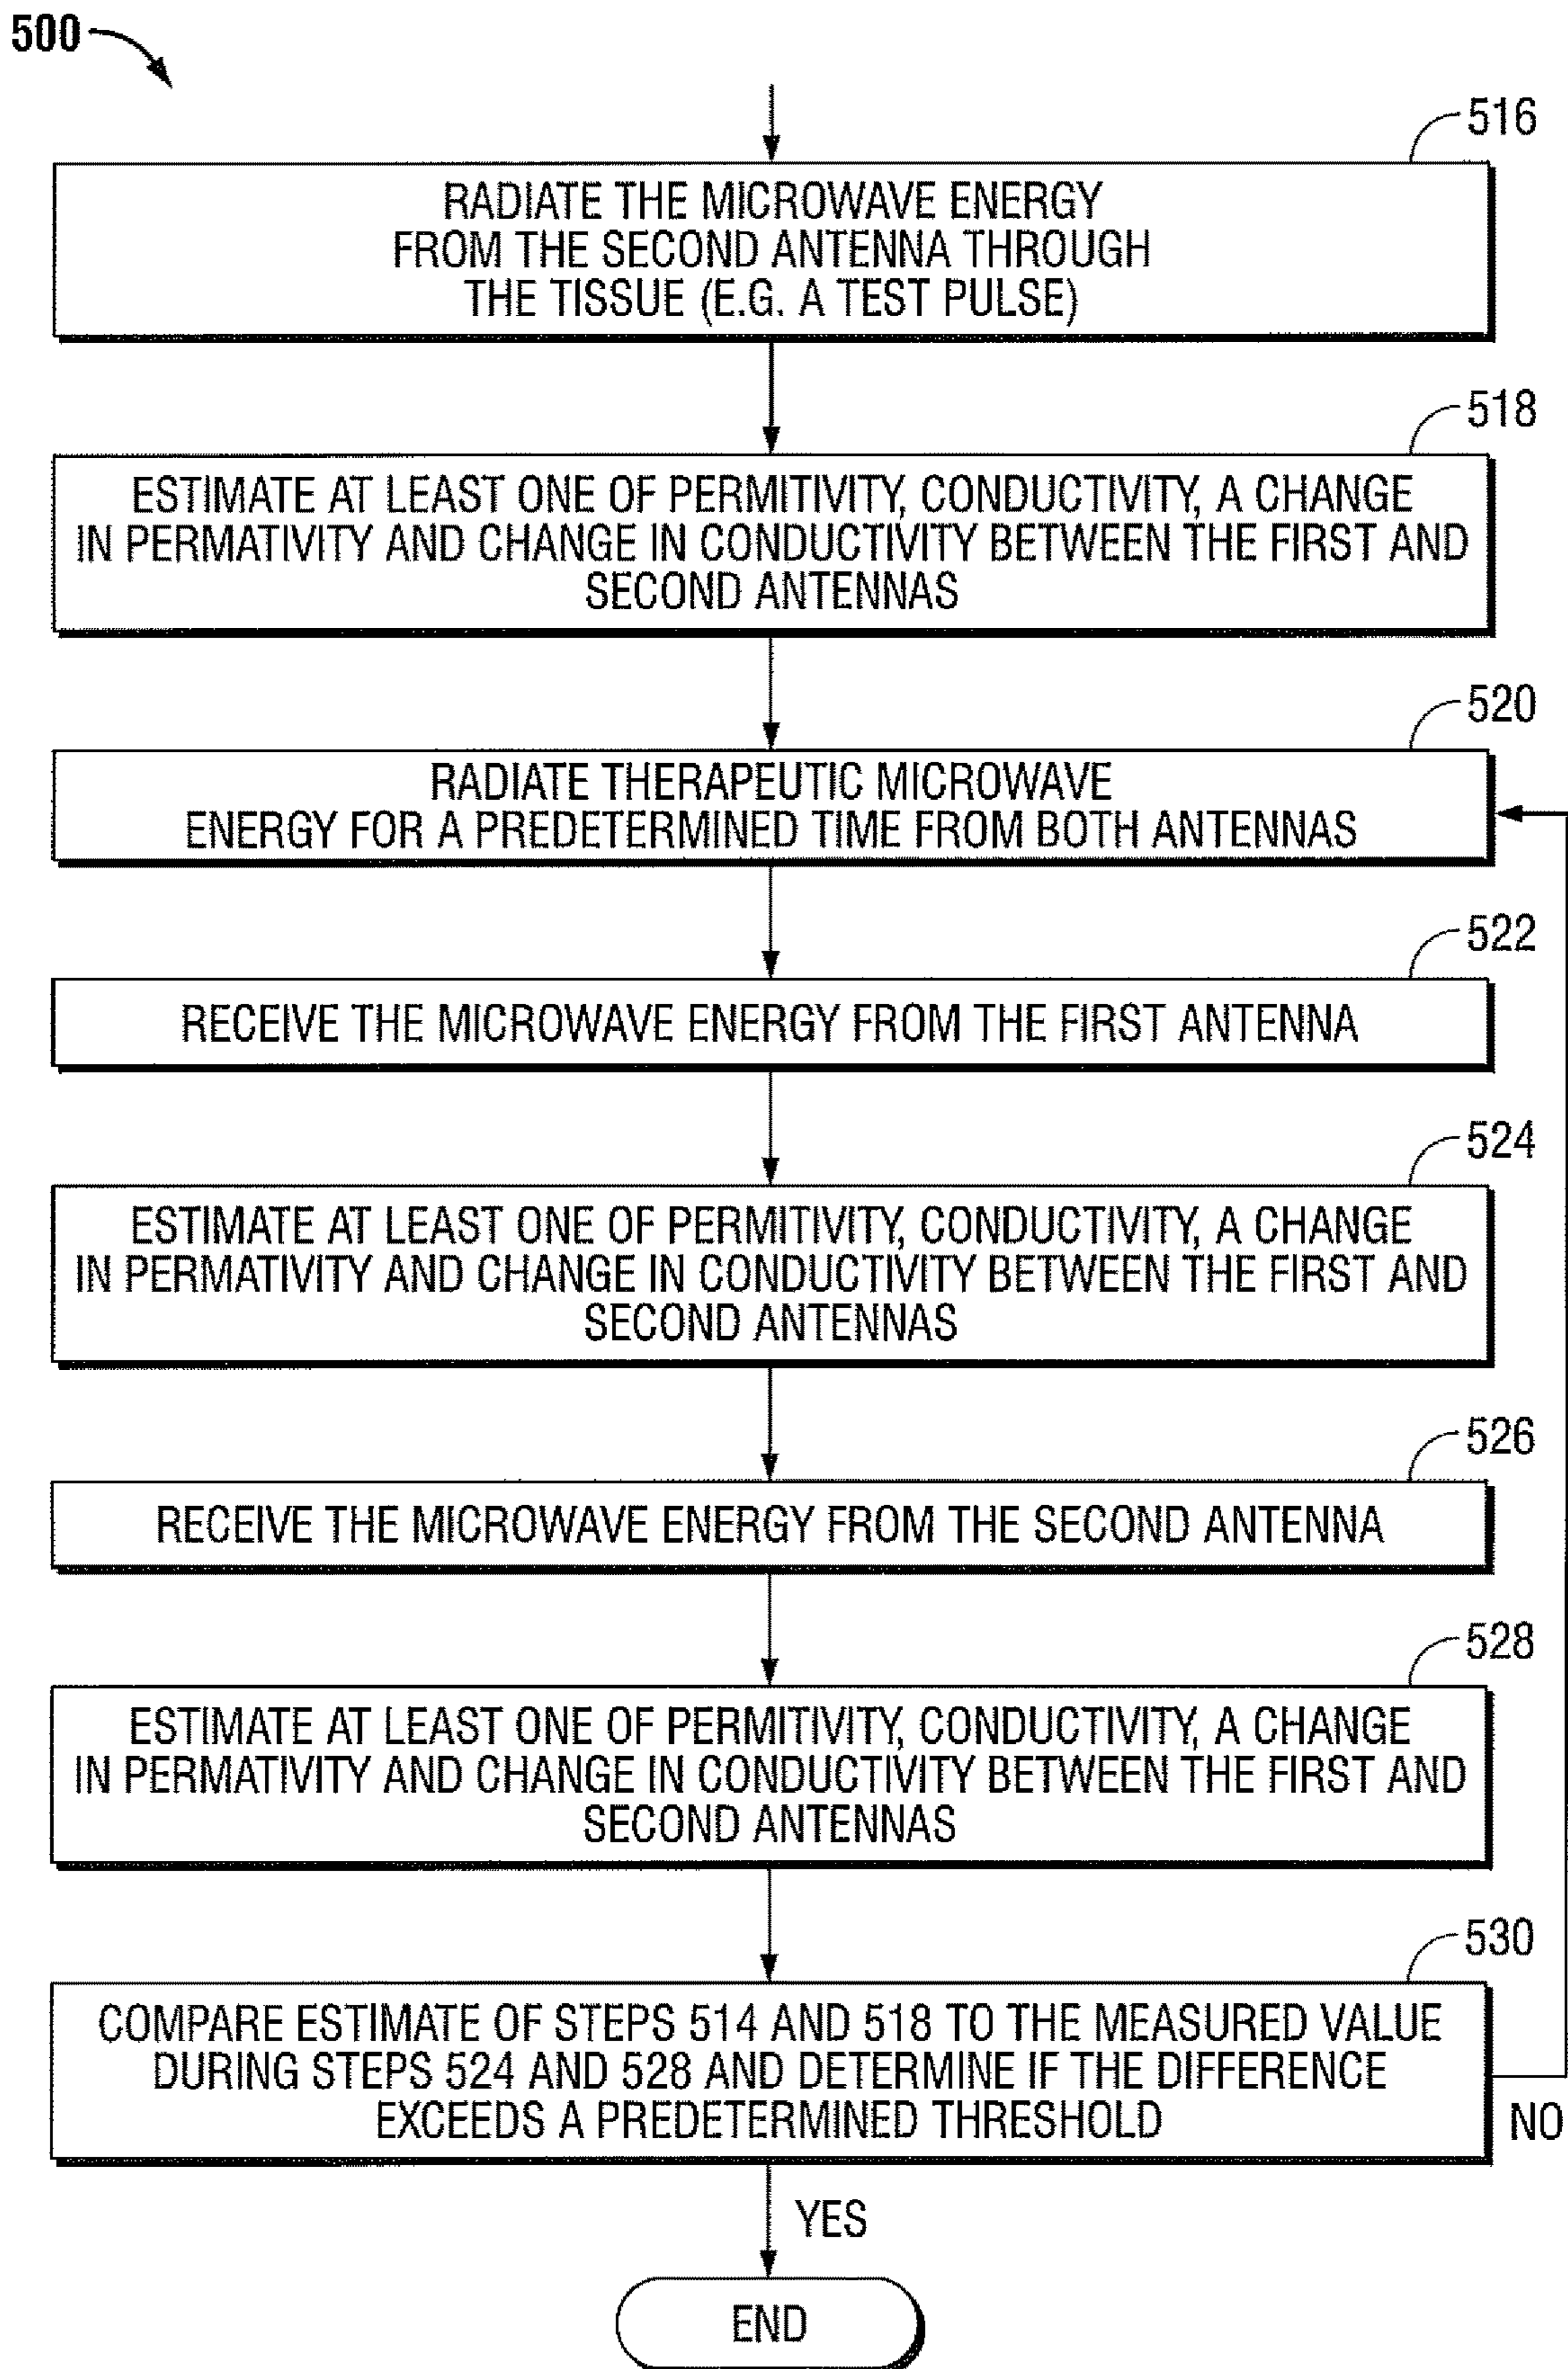 500
516
RADIATE THE MICROWAVE ENERGY
FROM THE SECOND ANTENNA THROUGH
THE TISSUE (E.G. A TEST PULSE)
518
ESTIMATE AT LEAST ONE OF PERMITIVITY, CONDUCTIVITY, A CHANGE
IN PERMATIVITY AND CHANGE IN CONDUCTIVITY BETWEEN THE FIRST AND
SECOND ANTENNAS
520
RADIATE THERAPEUTIC MICROWAVE
ENERGY FOR A PREDETERMINED TIME FROM BOTH ANTENNAS
522
RECEIVE THE MICROWAVE ENERGY FROM THE FIRST ANTENNA
524
ESTIMATE AT LEAST ONE OF PERMITIVITY, CONDUCTIVITY, A CHANGE
IN PERMATIVITY AND CHANGE IN CONDUCTIVITY BETWEEN THE FIRST AND
SECOND ANTENNAS
526
RECEIVE THE MICROWAVE ENERGY FROM THE SECOND ANTENNA
528
ESTIMATE AT LEAST ONE OF PERMITIVITY, CONDUCTIVITY, A CHANGE
IN PERMATIVITY AND CHANGE IN CONDUCTIVITY BETWEEN THE FIRST AND
SECOND ANTENNAS
530
COMPARE ESTIMATE OF STEPS 514 AND 518 TO THE MEASURED VALUE
DURING STEPS 524 AND 528 AND DETERMINE IF THE DIFFERENCE
EXCEEDS A PREDETERMINED THRESHOLD
NO
YES
END